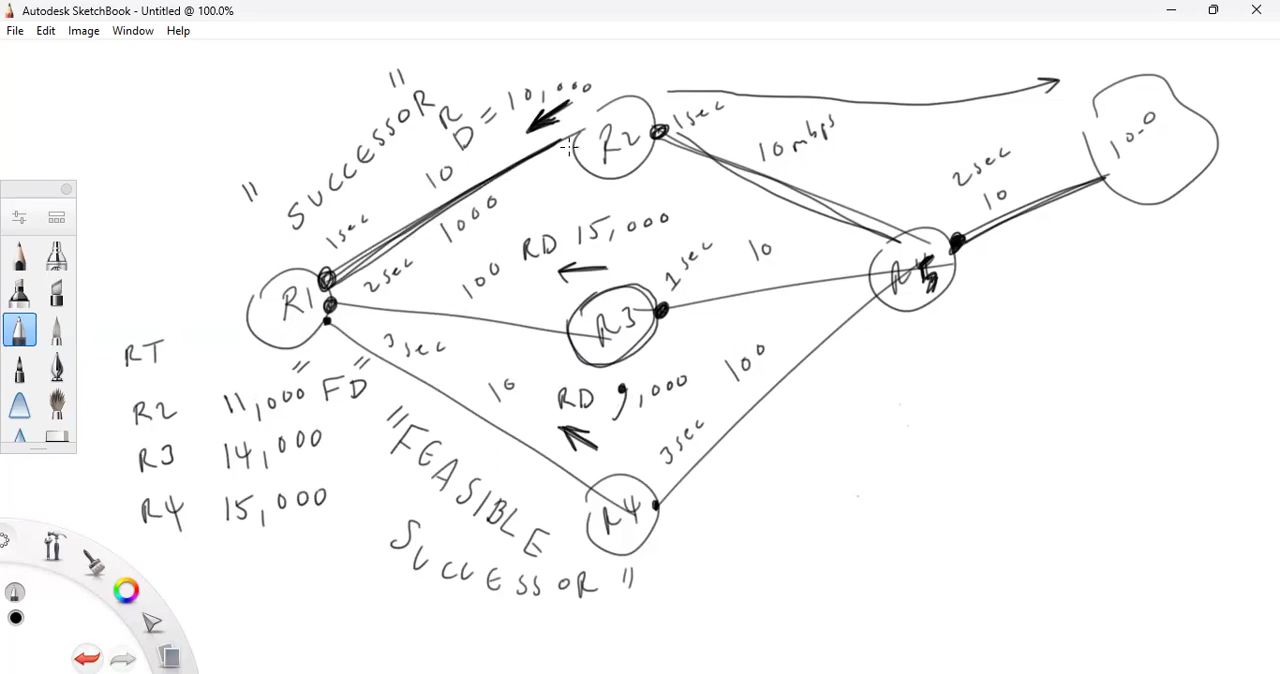 Autodesk SketchBook - Untitled @ 100.0%
File Edit Image Window Help
" SUCCESSOR "
RD = 10,000
10
1sec
1000
R2
1sec
10 mbps
10.0
2sec
10
R1
2sec
100
RD 15,000
R3
1sec
10
3sec
10
RD 9,000
100
3sec
R4
RT
R2 11,000 "FD"
R3 14,000
R4 15,000
"FEASIBLE
SUCCESSOR"